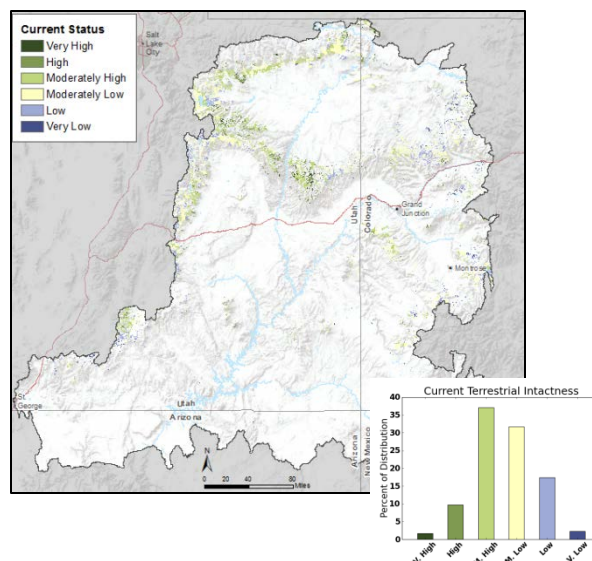 Current Status
Very High
High
Moderately High
Moderately Low
Low
Very Low
Salt
Lake
City
Utah
Colorado
Grand
Junction
Montrose
St.
George
Utah
Arizona
Arizona
New Mexico
N
0 20 40 80
Miles
Current Terrestrial Intactness
Percent of Distribution
40
35
30
25
20
15
10
5
0
V. High
High
M. High
M. Low
Low
V. Low